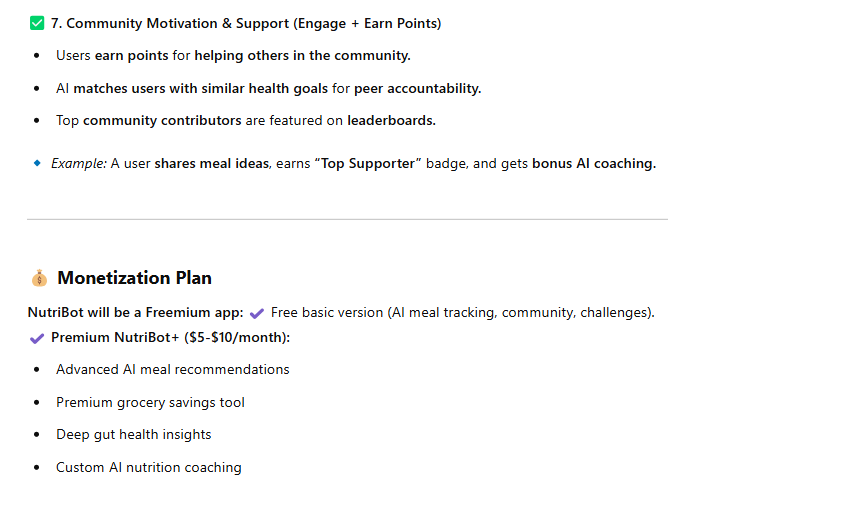 ✅ 7. Community Motivation & Support (Engage + Earn Points)
• Users earn points for helping others in the community.
• AI matches users with similar health goals for peer accountability.
• Top community contributors are featured on leaderboards.
🔹 Example: A user shares meal ideas, earns “Top Supporter” badge, and gets bonus AI coaching.
💰 Monetization Plan
NutriBot will be a Freemium app: ✔ Free basic version (AI meal tracking, community, challenges).
✔ Premium NutriBot+ ($5-$10/month):
• Advanced AI meal recommendations
• Premium grocery savings tool
• Deep gut health insights
• Custom AI nutrition coaching